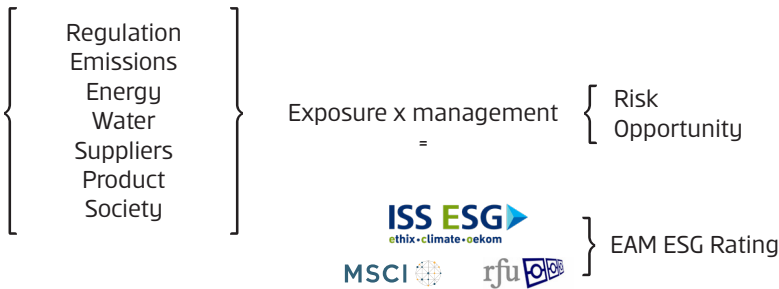 Regulation
Emissions
Energy
Water
Suppliers
Product
Society
Exposure x management
=
Risk
Opportunity
ISS ESG
ethix·climate·oekom
MSCI
rfu
EAM ESG Rating